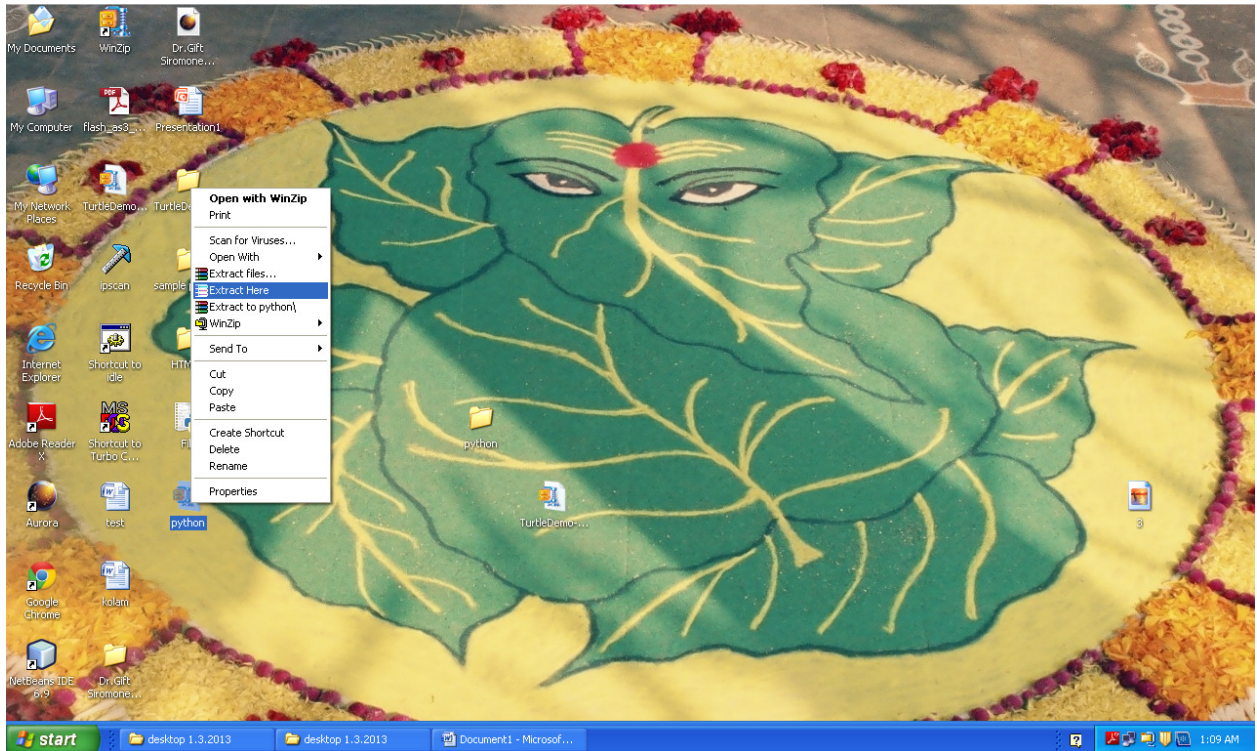 My Documents
WinZip
Dr.Gift
Siromone...
My Computer
flash_as3_...
Presentation1
My Network
Places
TurtleDemo...
TurtleDe
Recycle Bin
ipscan
sample
Internet
Explorer
Shortcut to
idle
HTM
Adobe Reader
X
Shortcut to
Turbo C...
Fil
Aurora
test
python
Google
Chrome
kolam
NetBeans IDE
6.9
Dr.Gift
Siromone...
Open with WinZip
Print
Scan for Viruses...
Open With
Extract files...
Extract Here
Extract to python\
WinZip
Send To
Cut
Copy
Paste
Create Shortcut
Delete
Rename
Properties
python
TurtleDemo-...
3
start
desktop 1.3.2013
desktop 1.3.2013
Document1 - Microsof...
1:09 AM